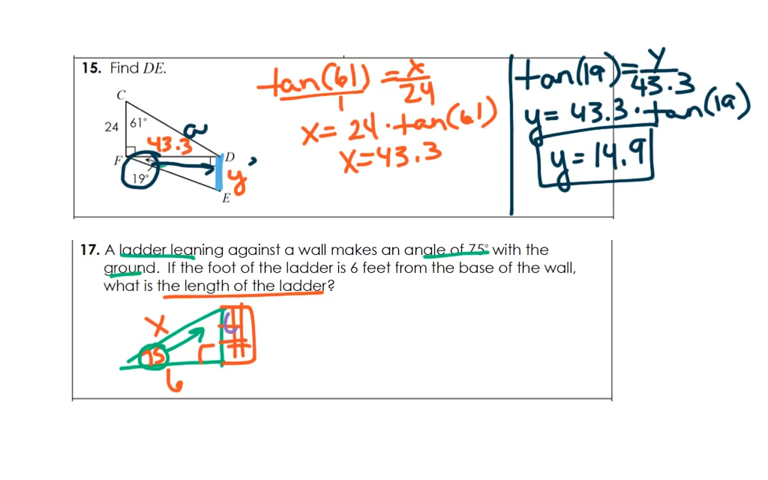 15. Find DE.
C
24
61°
a
43.3
F
D
19°
y
E
tan(61) = x
1 24
x = 24 · tan(61)
x = 43.3
tan(19) = y
43.3
y = 43.3 · tan(19)
y = 14.9
17. A ladder leaning against a wall makes an angle of 75° with the
ground. If the foot of the ladder is 6 feet from the base of the wall,
what is the length of the ladder?
x
75
6